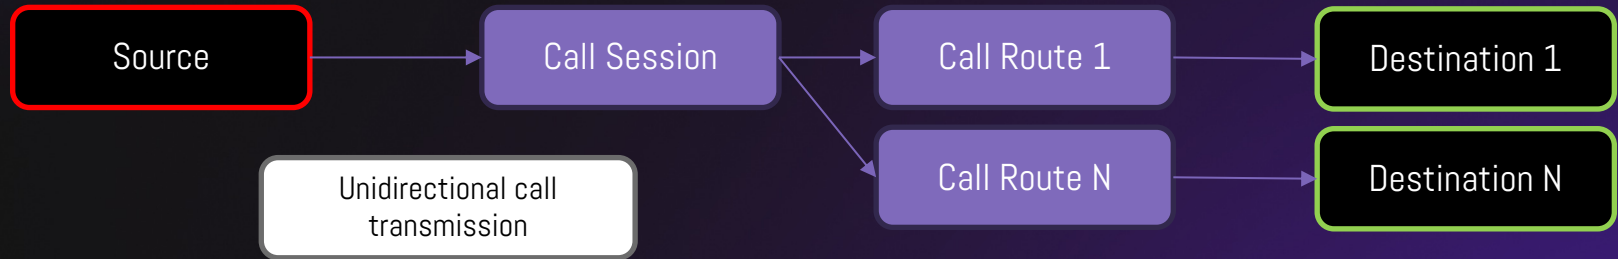 Source
Call Session
Call Route 1
Destination 1
Call Route N
Destination N
Unidirectional call
transmission